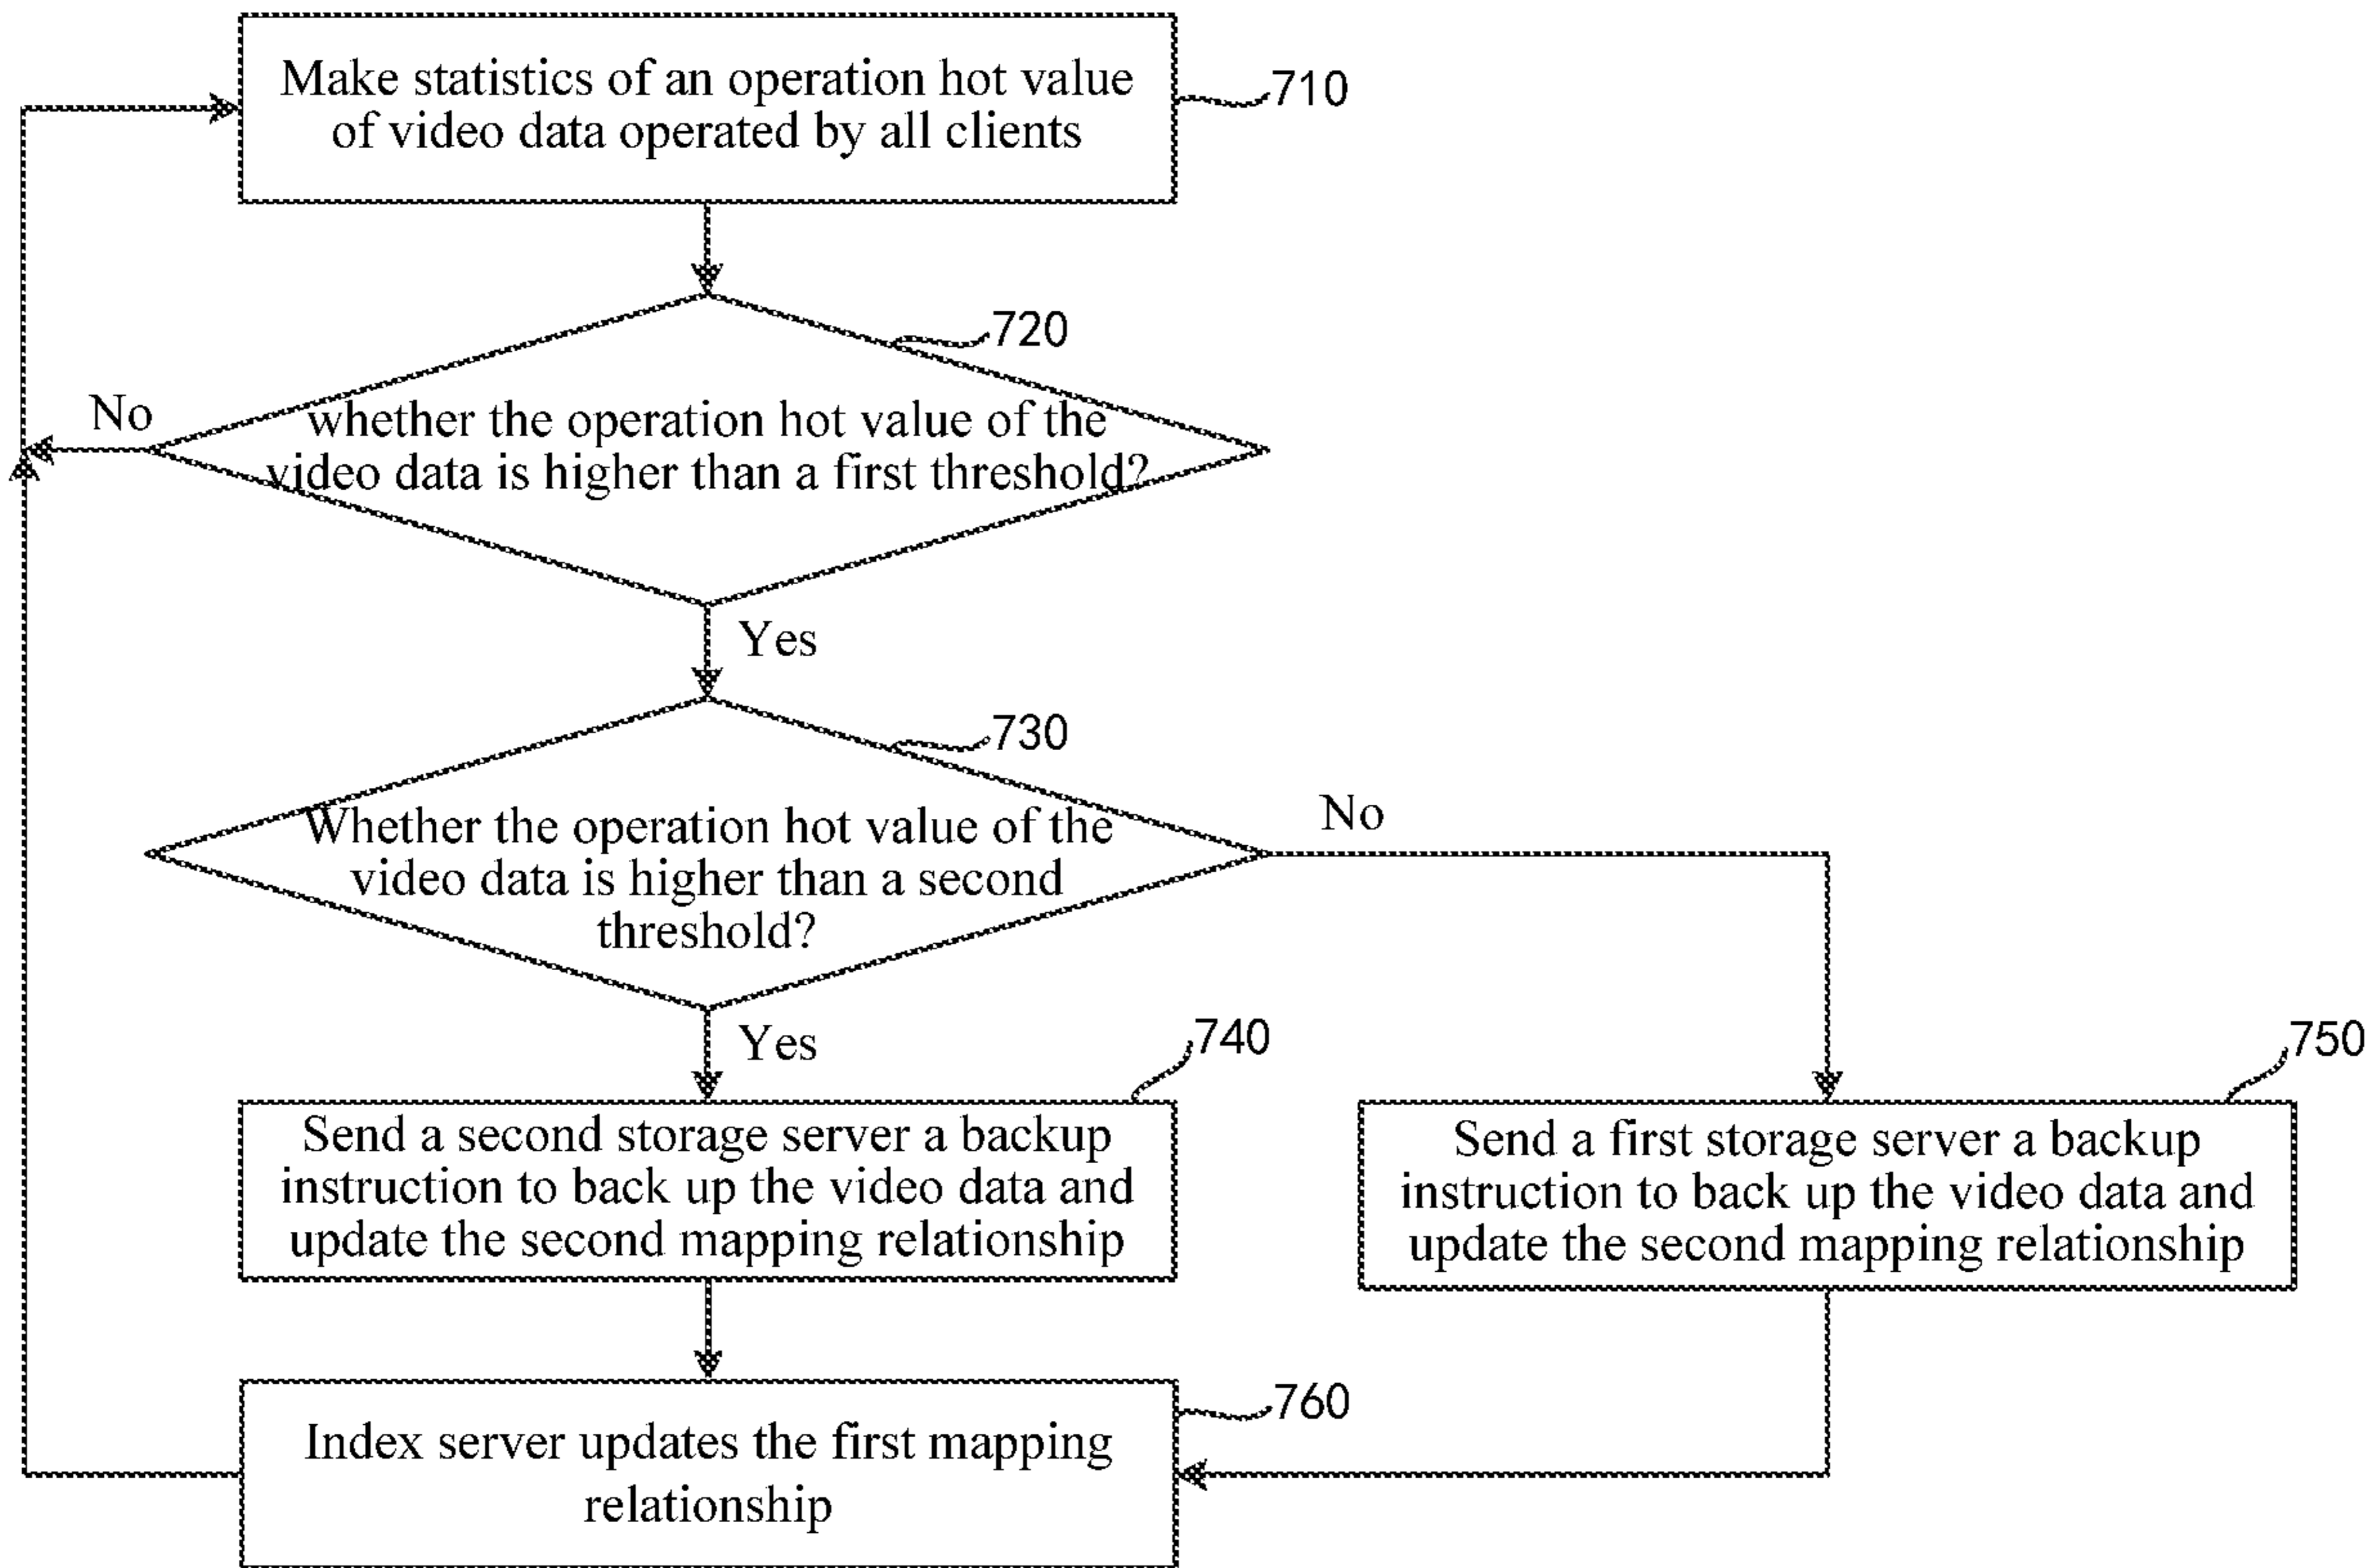 Make statistics of an operation hot value
of video data operated by all clients
710
720
No
whether the operation hot value of the
video data is higher than a first threshold?
Yes
730
No
Whether the operation hot value of the
video data is higher than a second
threshold?
Yes
740
750
Send a second storage server a backup
instruction to back up the video data and
update the second mapping relationship
Send a first storage server a backup
instruction to back up the video data and
update the second mapping relationship
760
Index server updates the first mapping
relationship